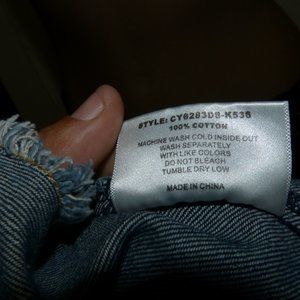 STYLE: CY6283D8-K536
100% COTTON
MACHINE WASH COLD INSIDE OUT
WASH SEPARATELY
WITH LIKE COLORS
DO NOT BLEACH
TUMBLE DRY LOW
MADE IN CHINA